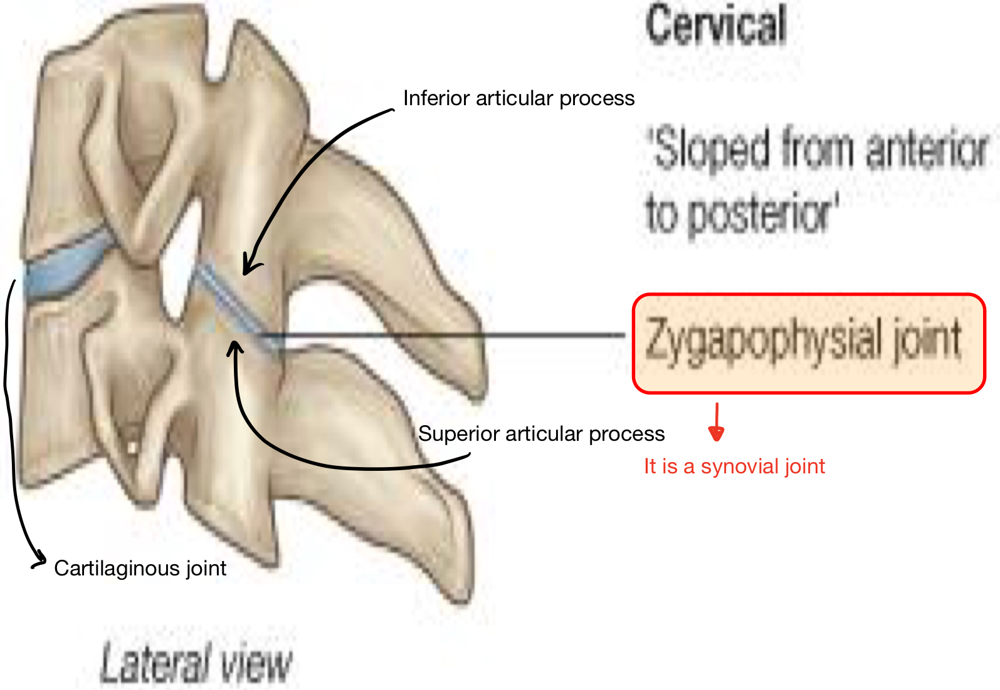 Cervical
Inferior articular process
'Sloped from anterior
to posterior'
Zygapophysial joint
Superior articular process
It is a synovial joint
Cartilaginous joint
Lateral view